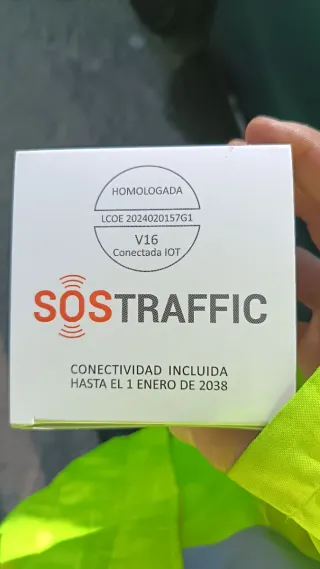 HOMOLOGADA
LCOE 2024020157G1
V16
Conectada IOT
SOSTRAFFIC
CONECTIVIDAD INCLUIDA
HASTA EL 1 ENERO DE 2038